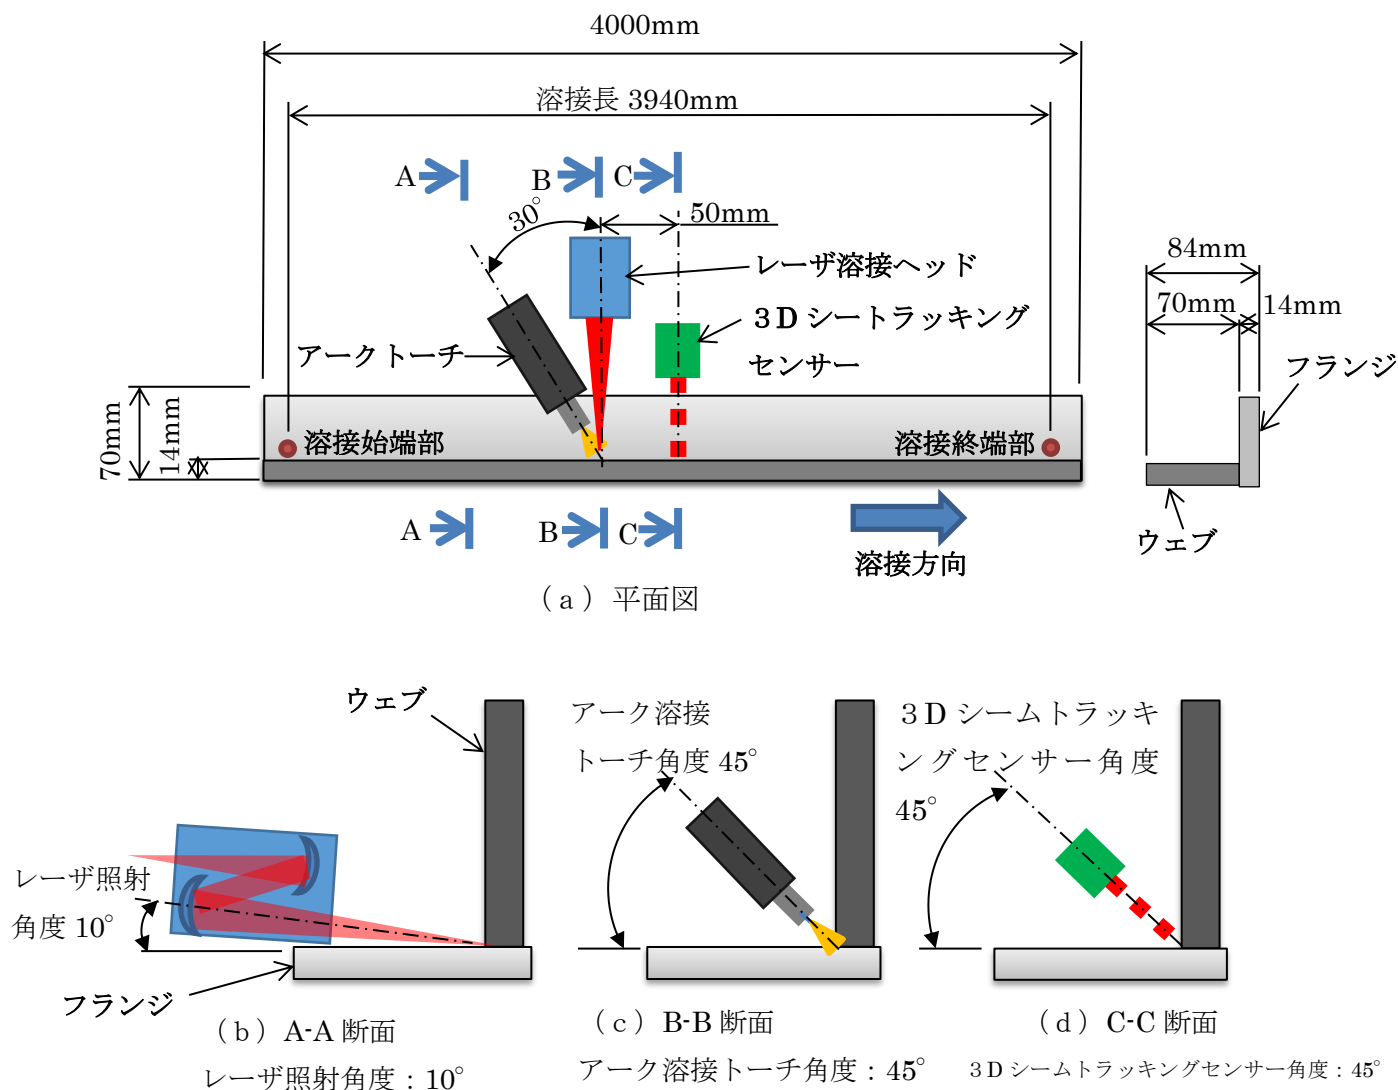 4000mm
溶接長 3940mm
A
B
C
30°
50mm
レーザ溶接ヘッド
3D シートラッキング
センサー
アークトーチ
70mm
14mm
溶接始端部
溶接終端部
A
B
C
溶接方向
84mm
70mm
14mm
フランジ
ウェブ
(a) 平面図
ウェブ
レーザ照射
角度 10°
フランジ
(b) A-A 断面
レーザ照射角度：10°
アーク溶接
トーチ角度 45°
(c) B-B 断面
アーク溶接トーチ角度：45°
3D シームトラッキ
ングセンサー角度
45°
(d) C-C 断面
3D シームトラッキングセンサー角度：45°